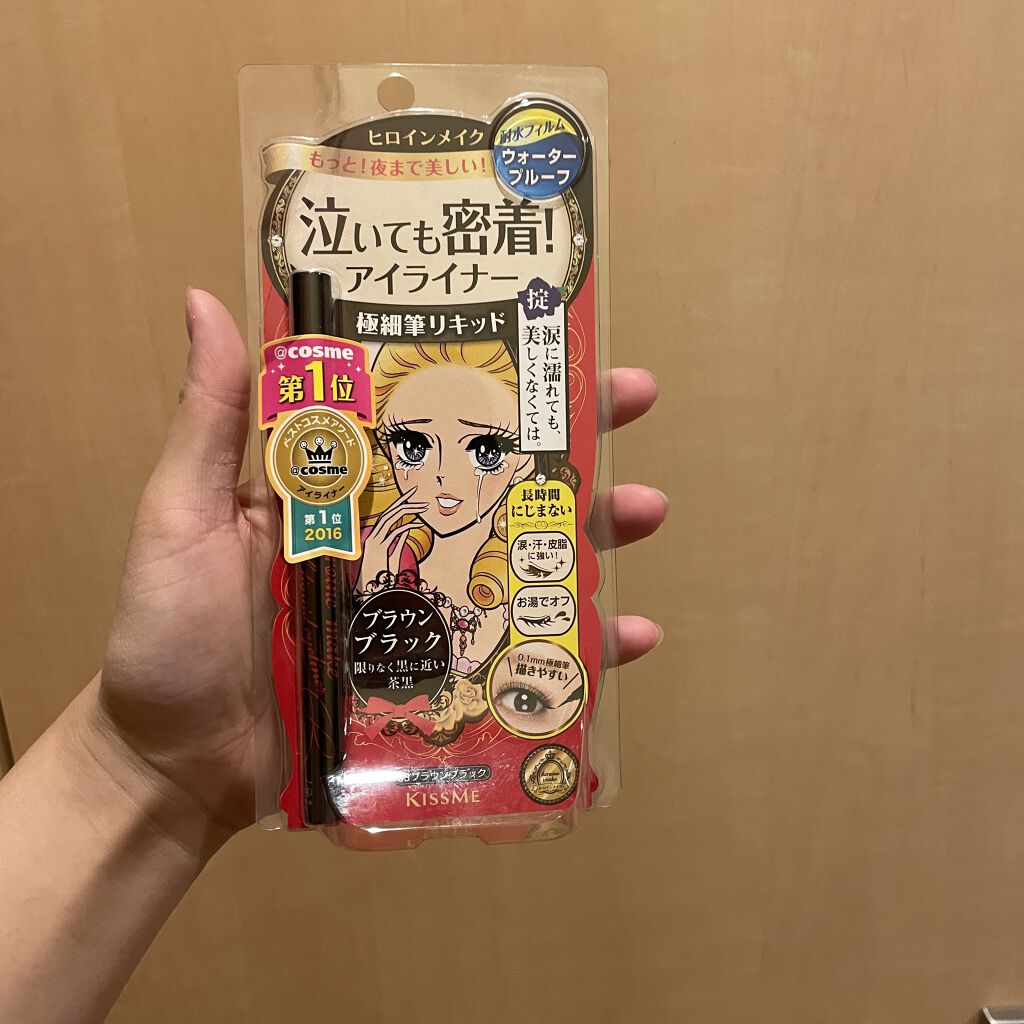 ヒロインメイク
もっと!夜まで美しい!
耐水フィルム
ウォーター
プルーフ
泣いても密着!
アイライナー
極細筆リキッド
掟
涙に濡れても、
美しくなくては。
@cosme
第1位
ベストコスメアワード
@cosme
アイライナー
第1位
2016
長時間
にじまない
涙・汗・皮脂
に強い!
お湯でオフ
0.1mm極細筆
描きやすい
ブラウン
ブラック
限りなく黒に近い
茶黒
ブラウンブラック
KISSME
heroine
make